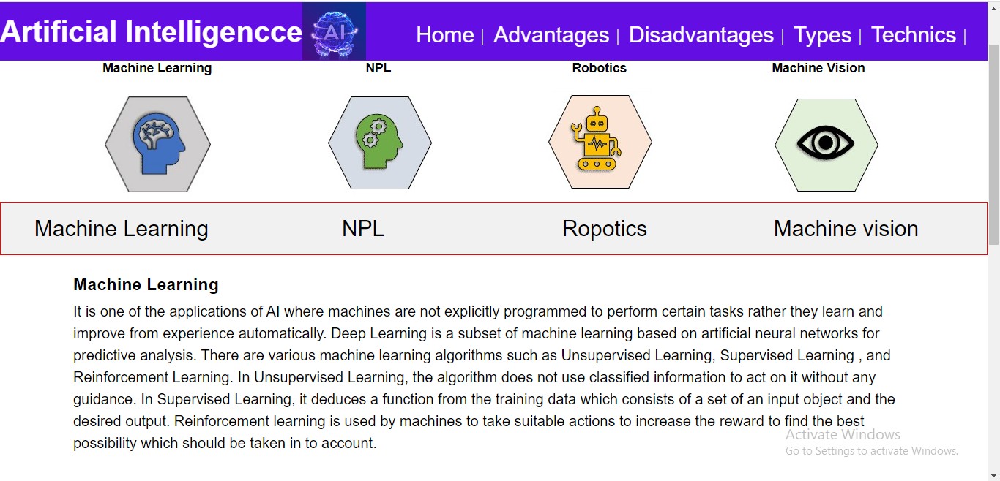 Artificial Intelligencce AI Home | Advantages | Disadvantages | Types | Technics |
Machine Learning NPL Robotics Machine Vision
Machine Learning NPL Ropotics Machine vision
Machine Learning
It is one of the applications of AI where machines are not explicitly programmed to perform certain tasks rather they learn and
improve from experience automatically. Deep Learning is a subset of machine learning based on artificial neural networks for
predictive analysis. There are various machine learning algorithms such as Unsupervised Learning, Supervised Learning , and
Reinforcement Learning. In Unsupervised Learning, the algorithm does not use classified information to act on it without any
guidance. In Supervised Learning, it deduces a function from the training data which consists of a set of an input object and the
desired output. Reinforcement learning is used by machines to take suitable actions to increase the reward to find the best
possibility which should be taken in to account.
Activate Windows
Go to Settings to activate Windows.